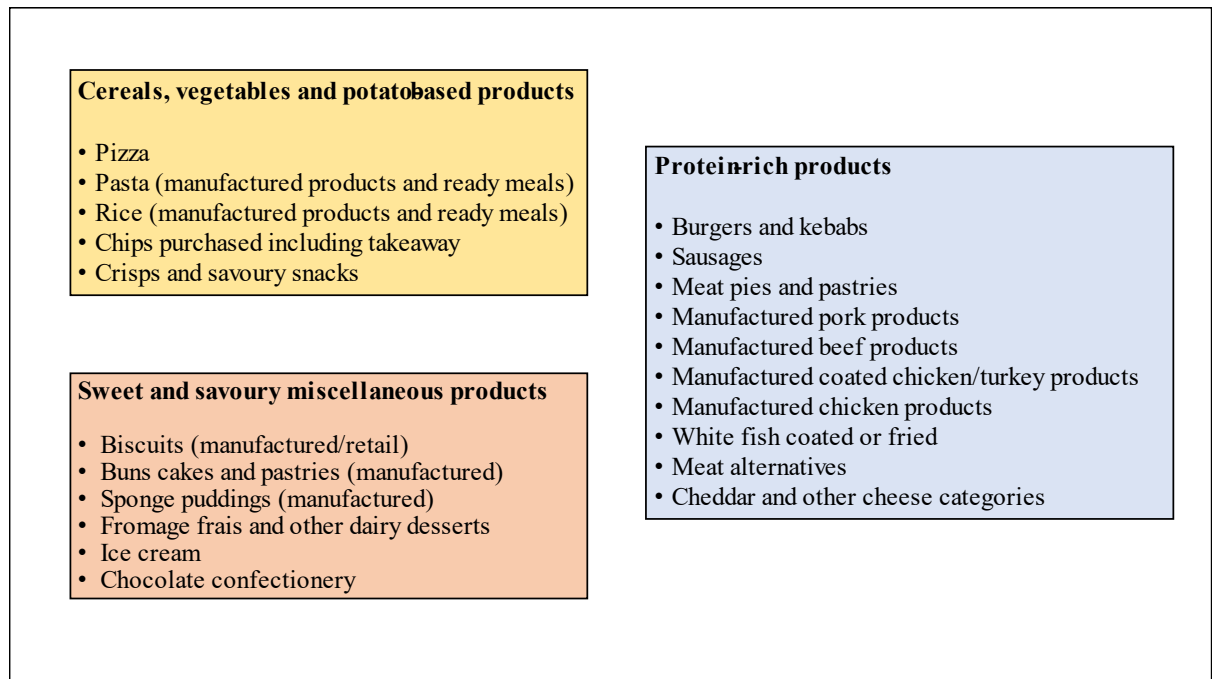 Cereals, vegetables and potato-based products
• Pizza
• Pasta (manufactured products and ready meals)
• Rice (manufactured products and ready meals)
• Chips purchased including takeaway
• Crisps and savoury snacks
Sweet and savoury miscellaneous products
• Biscuits (manufactured/retail)
• Buns cakes and pastries (manufactured)
• Sponge puddings (manufactured)
• Fromage frais and other dairy desserts
• Ice cream
• Chocolate confectionery
Protein-rich products
• Burgers and kebabs
• Sausages
• Meat pies and pastries
• Manufactured pork products
• Manufactured beef products
• Manufactured coated chicken/turkey products
• Manufactured chicken products
• White fish coated or fried
• Meat alternatives
• Cheddar and other cheese categories